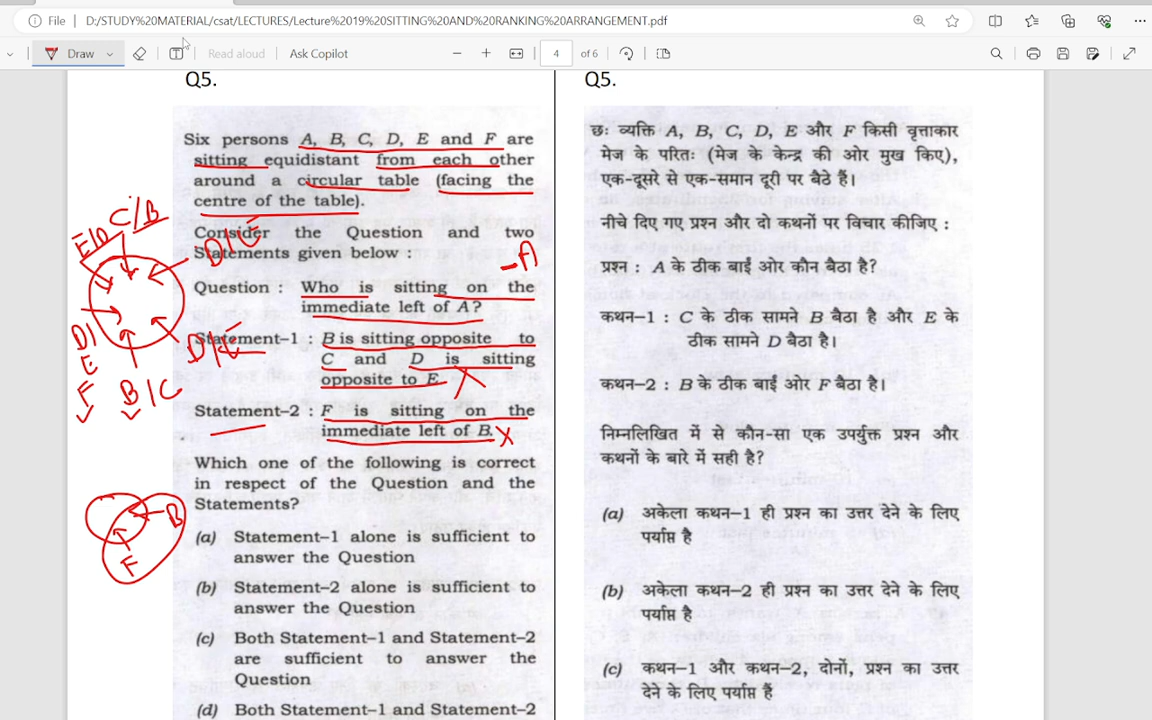 File D:/STUDY%20MATERIAL/csat/LECTURES/Lecture%2019%20SITTING%20AND%20RANKING%20ARRANGEMENT.pdf
Draw Read aloud Ask Copilot 4 of 6
Q5.
Six persons A, B, C, D, E and F are
sitting equidistant from each other
around a circular table (facing the
centre of the table).
Consider the Question and two
Statements given below :
Question : Who is sitting on the
immediate left of A?
Statement–1 : B is sitting opposite to
C and D is sitting
opposite to E.
Statement–2 : F is sitting on the
immediate left of B.
Which one of the following is correct
in respect of the Question and the
Statements?
(a) Statement–1 alone is sufficient to
answer the Question
(b) Statement–2 alone is sufficient to
answer the Question
(c) Both Statement–1 and Statement–2
are sufficient to answer the
Question
(d) Both Statement–1 and Statement–2
C/B
E/D
D/E
D/
E
F
B/C
D/E
–A
X
X
B
F
Q5.
छः व्यक्ति A, B, C, D, E और F किसी वृत्ताकार
मेज के परितः (मेज के केन्द्र की ओर मुख किए),
एक-दूसरे से एक-समान दूरी पर बैठे हैं।
नीचे दिए गए प्रश्न और दो कथनों पर विचार कीजिए :
प्रश्न : A के ठीक बाईं ओर कौन बैठा है?
कथन–1 : C के ठीक सामने B बैठा है और E के
ठीक सामने D बैठा है।
कथन–2 : B के ठीक बाईं ओर F बैठा है।
निम्नलिखित में से कौन-सा एक उपर्युक्त प्रश्न और
कथनों के बारे में सही है?
(a) अकेला कथन–1 ही प्रश्न का उत्तर देने के लिए
पर्याप्त है
(b) अकेला कथन–2 ही प्रश्न का उत्तर देने के लिए
पर्याप्त है
(c) कथन–1 और कथन–2, दोनों, प्रश्न का उत्तर
देने के लिए पर्याप्त हैं